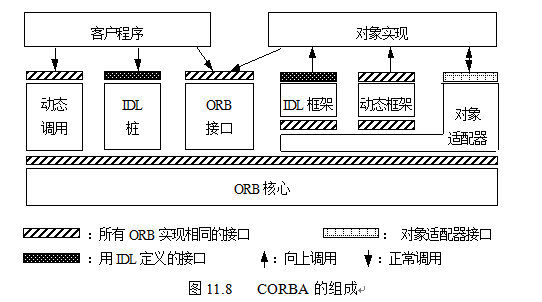 客户程序
对象实现
动态
调用
IDL
桩
ORB
接口
IDL 框架
动态框架
对象
适配器
ORB 核心
：所有 ORB 实现相同的接口
：对象适配器接口
：用 IDL 定义的接口
：向上调用
：正常调用
图 11.8 CORBA 的组成